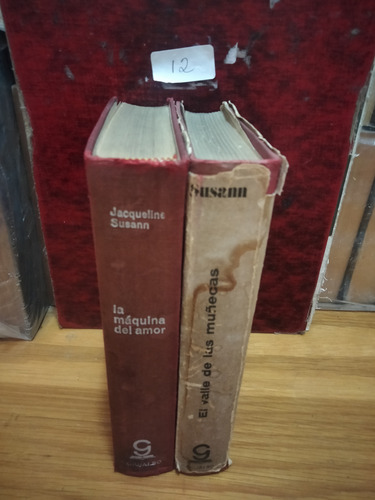 12
Jacqueline
Susann
la
máquina
del amor
Susann
El valle de las muñecas